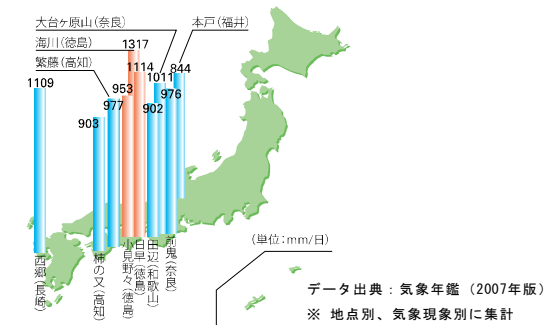 大台ヶ原山(奈良)
海川(徳島)
繁藤(高知)
本戸(福井)
1317
1114
1109
1011
844
953
977
976
903
902
西郷(長崎)
柿の又(高知)
小見野々(徳島)
日早(徳島)
田辺(和歌山)
前鬼(奈良)
(単位：mm/日)
データ出典：気象年鑑（2007年版）
※ 地点別、気象現象別に集計